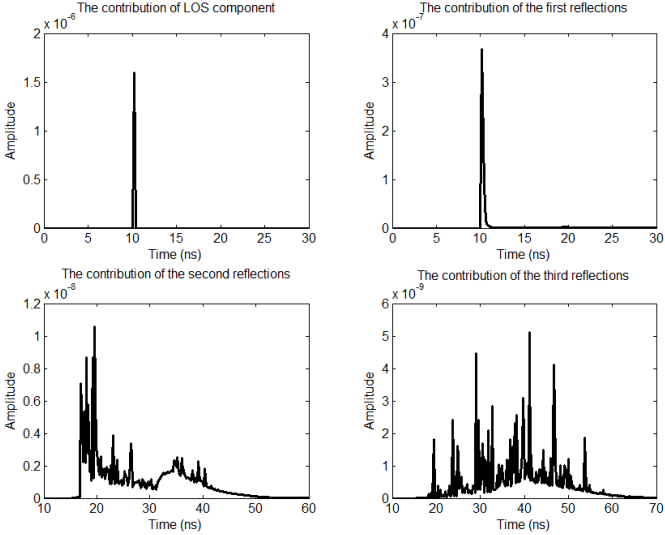 The contribution of LOS component
x 10^-6
2
1.5
1
0.5
0
0 5 10 15 20 25 30
Amplitude
Time (ns)
The contribution of the first reflections
x 10^-7
4
3
2
1
0
0 5 10 15 20 25 30
Amplitude
Time (ns)
The contribution of the second reflections
x 10^-8
1.2
1
0.8
0.6
0.4
0.2
0
10 20 30 40 50 60
Amplitude
Time (ns)
The contribution of the third reflections
x 10^-9
6
5
4
3
2
1
0
10 20 30 40 50 60 70
Amplitude
Time (ns)